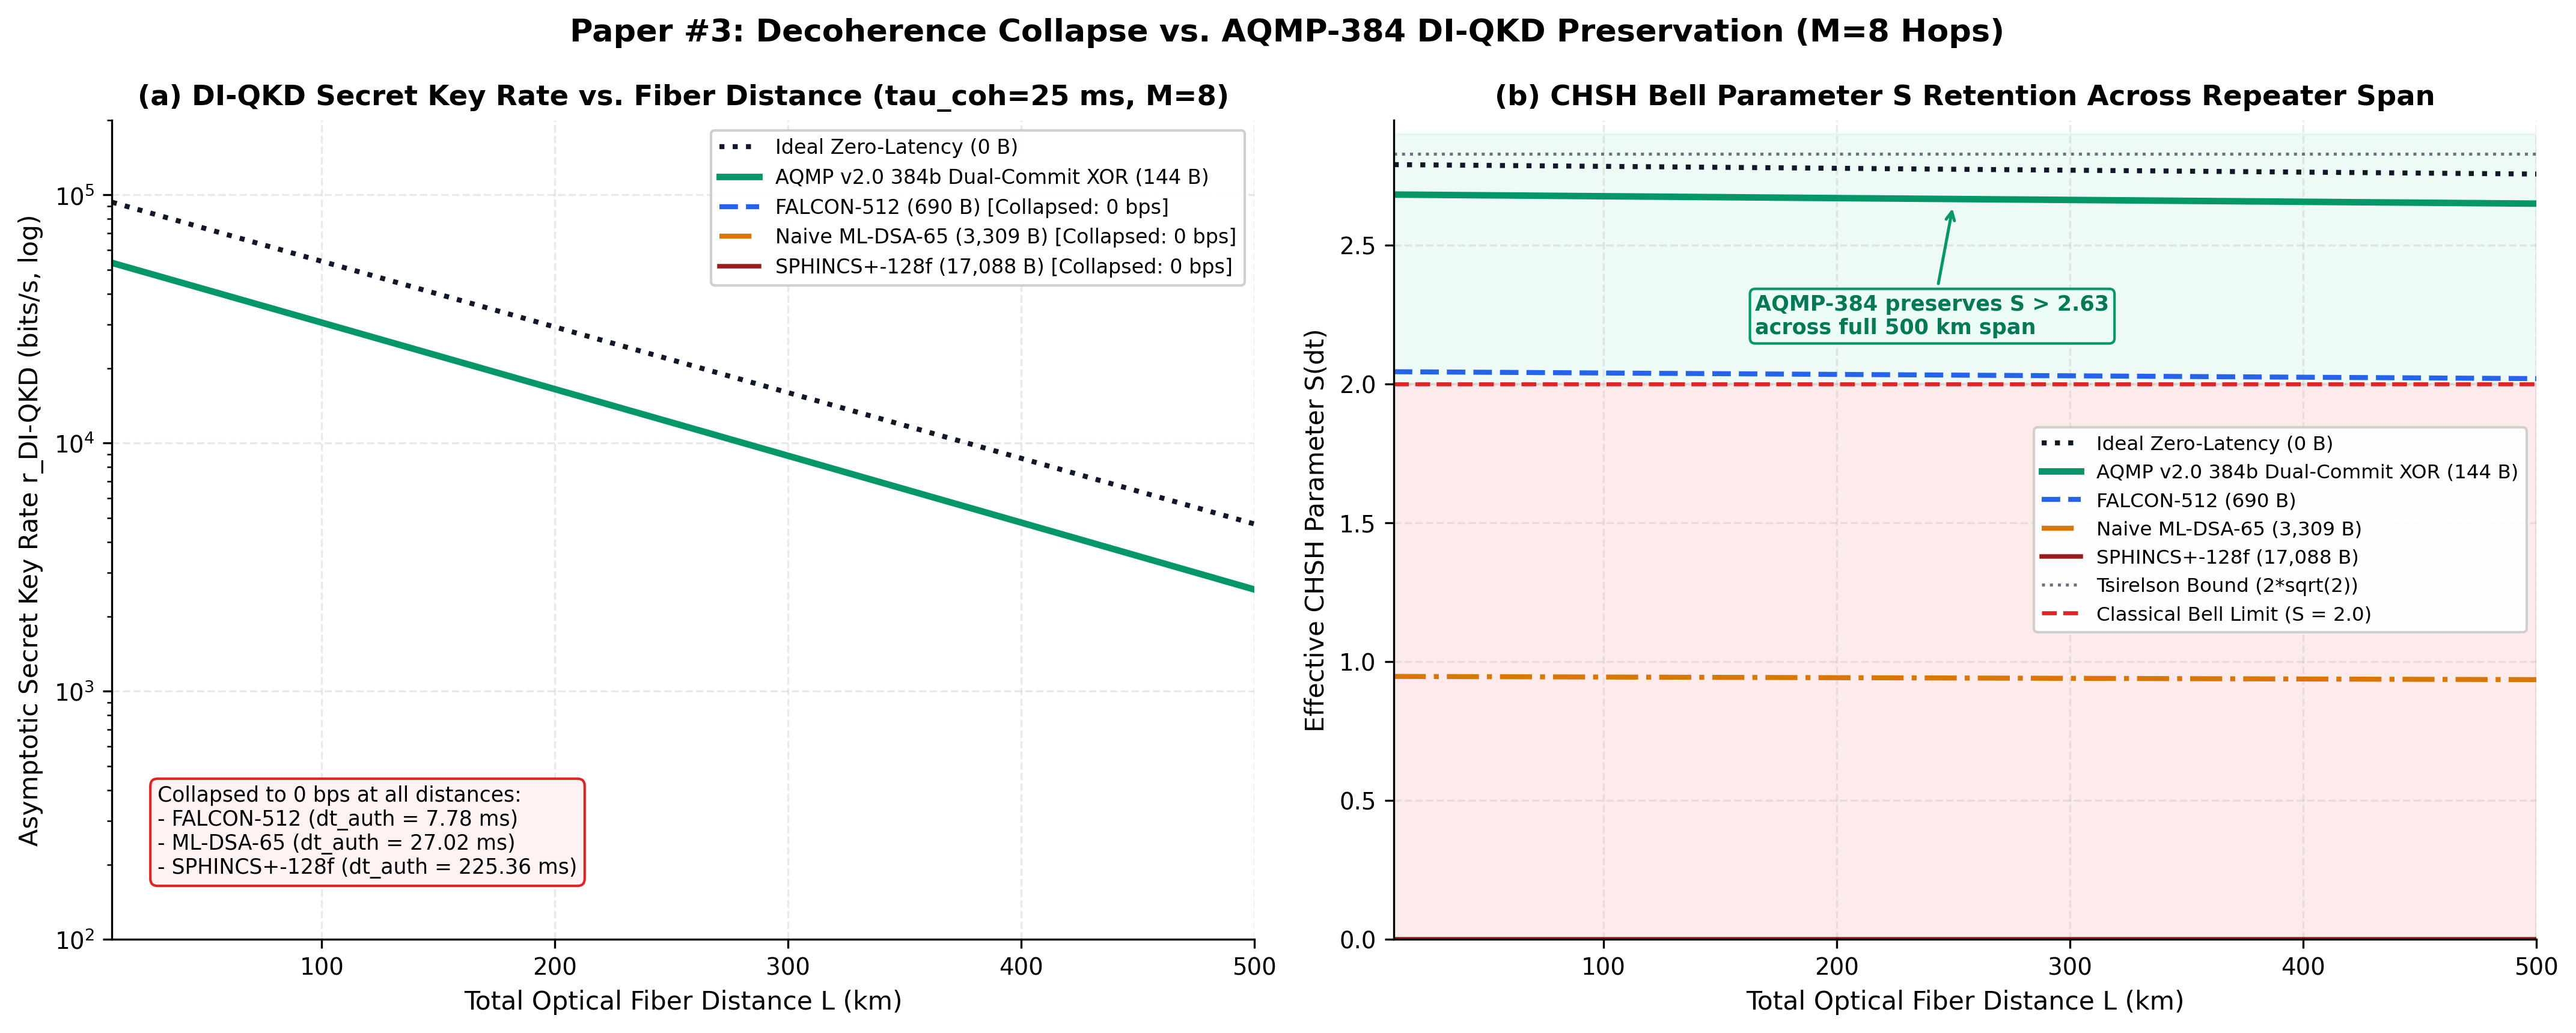 Paper #3: Decoherence Collapse vs. AQMP-384 DI-QKD Preservation (M=8 Hops)
(a) DI-QKD Secret Key Rate vs. Fiber Distance (tau_coh=25 ms, M=8)
Asymptotic Secret Key Rate r_DI-QKD (bits/s, log)
10⁵
10⁴
10³
10²
Ideal Zero-Latency (0 B)
AQMP v2.0 384b Dual-Commit XOR (144 B)
FALCON-512 (690 B) [Collapsed: 0 bps]
Naive ML-DSA-65 (3,309 B) [Collapsed: 0 bps]
SPHINCS+-128f (17,088 B) [Collapsed: 0 bps]
Collapsed to 0 bps at all distances:
- FALCON-512 (dt_auth = 7.78 ms)
- ML-DSA-65 (dt_auth = 27.02 ms)
- SPHINCS+-128f (dt_auth = 225.36 ms)
100 200 300 400 500
Total Optical Fiber Distance L (km)
(b) CHSH Bell Parameter S Retention Across Repeater Span
Effective CHSH Parameter S(dt)
2.5
2.0
1.5
1.0
0.5
0.0
AQMP-384 preserves S > 2.63
across full 500 km span
Ideal Zero-Latency (0 B)
AQMP v2.0 384b Dual-Commit XOR (144 B)
FALCON-512 (690 B)
Naive ML-DSA-65 (3,309 B)
SPHINCS+-128f (17,088 B)
Tsirelson Bound (2*sqrt(2))
Classical Bell Limit (S = 2.0)
100 200 300 400 500
Total Optical Fiber Distance L (km)